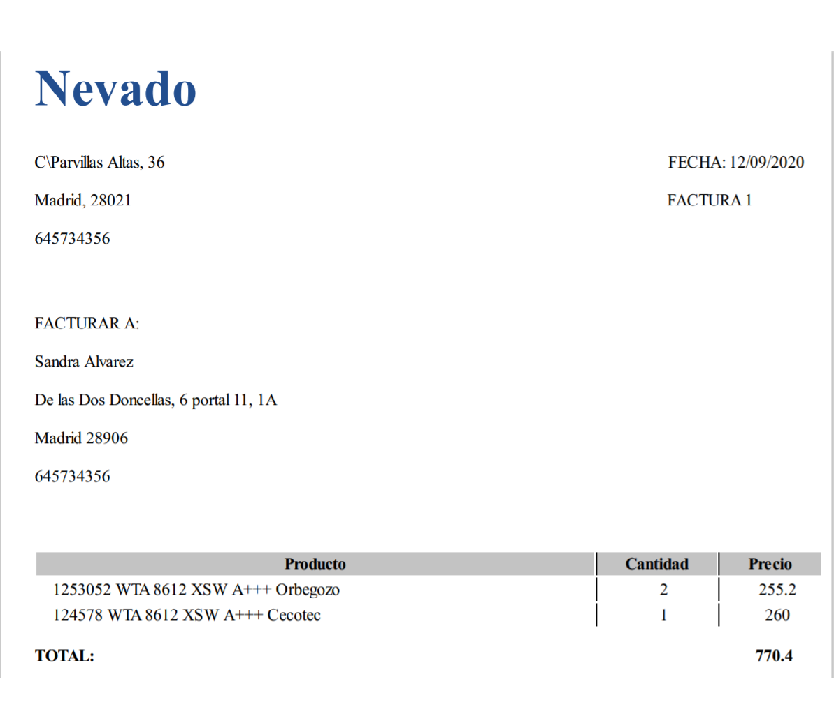 Nevado
C\Parvillas Altas, 36
FECHA: 12/09/2020
Madrid, 28021
FACTURA 1
645734356
FACTURAR A:
Sandra Alvarez
De las Dos Doncellas, 6 portal 11, 1A
Madrid 28906
645734356
Producto Cantidad Precio
1253052 WTA 8612 XSW A+++ Orbegozo 2 255.2
124578 WTA 8612 XSW A+++ Cecotec 1 260
TOTAL: 770.4